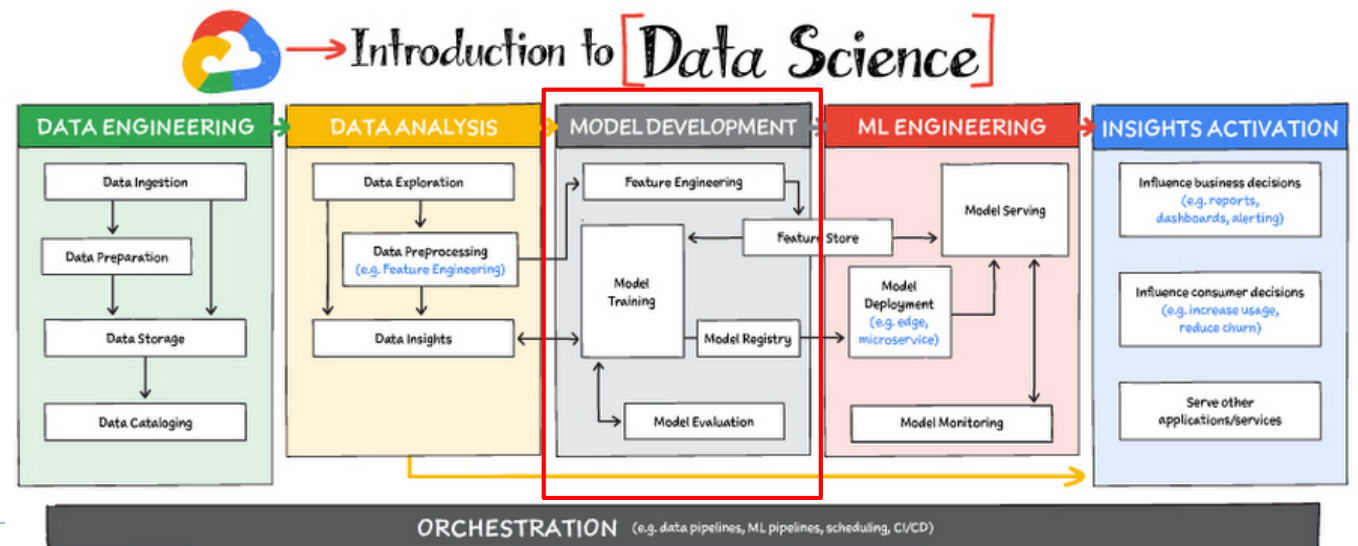 Introduction to [Data Science]
DATA ENGINEERING
Data Ingestion
Data Preparation
Data Storage
Data Cataloging
DATA ANALYSIS
Data Exploration
Data Preprocessing
(e.g. Feature Engineering)
Data Insights
MODEL DEVELOPMENT
Feature Engineering
Feature Store
Model
Training
Model Registry
Model Evaluation
ML ENGINEERING
Model Serving
Model
Deployment
(e.g. edge,
microservice)
Model Monitoring
INSIGHTS ACTIVATION
Influence business decisions
(e.g. reports,
dashboards, alerting)
Influence consumer decisions
(e.g. increase usage,
reduce churn)
Serve other
applications/services
ORCHESTRATION (e.g. data pipelines, ML pipelines, scheduling, CI/CD)